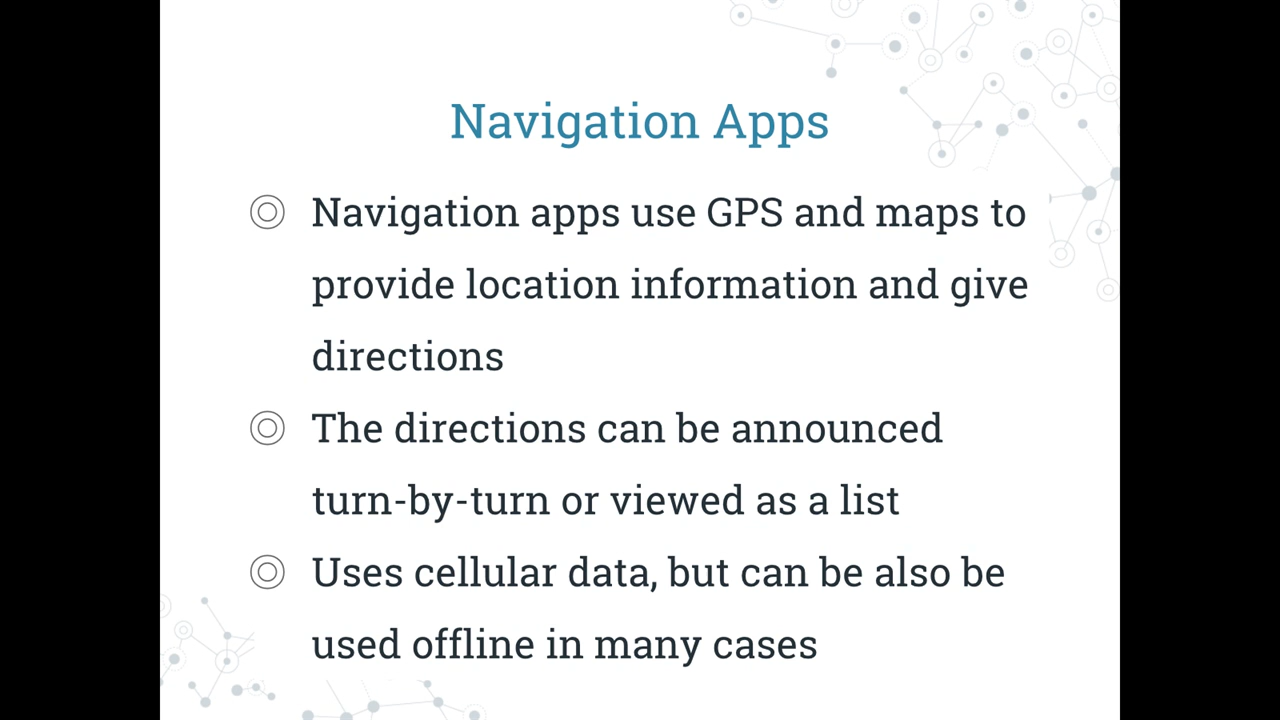 Navigation Apps
Navigation apps use GPS and maps to
provide location information and give
directions
The directions can be announced
turn-by-turn or viewed as a list
Uses cellular data, but can be also be
used offline in many cases